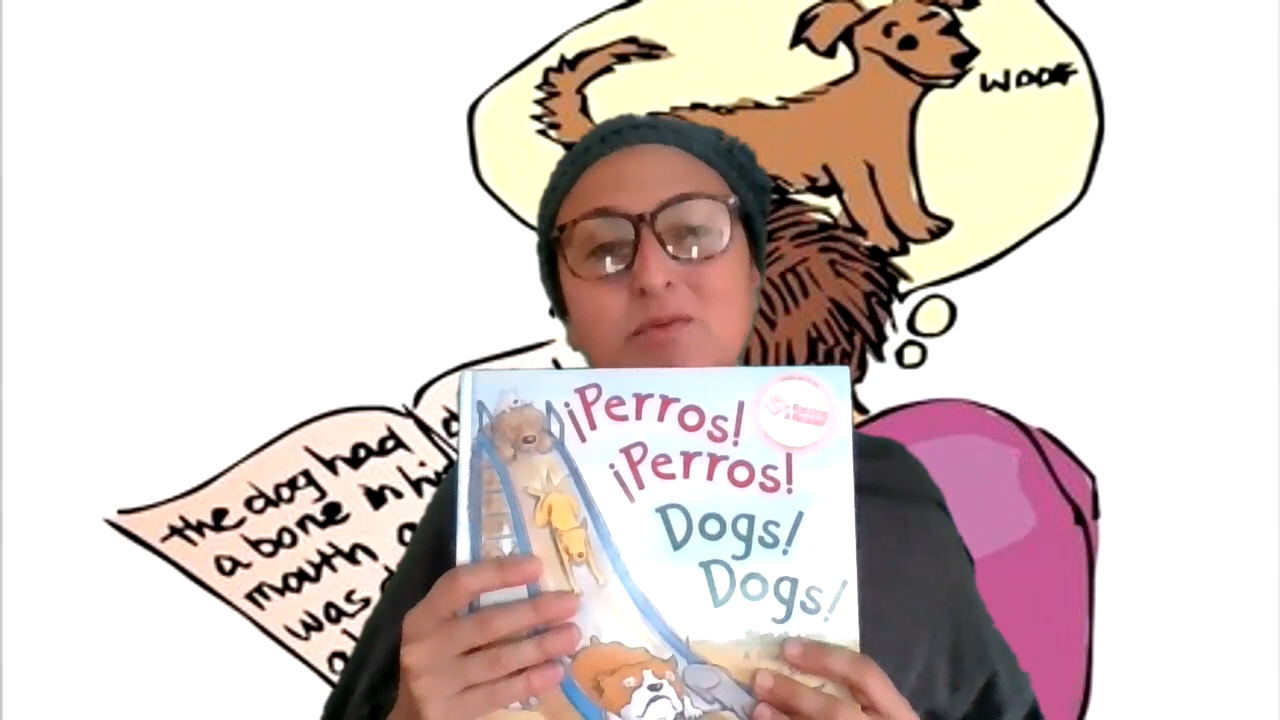 WOOF
the dog had
a bone in hi
mouth
was
¡Perros!
¡Perros!
Dogs!
Dogs!